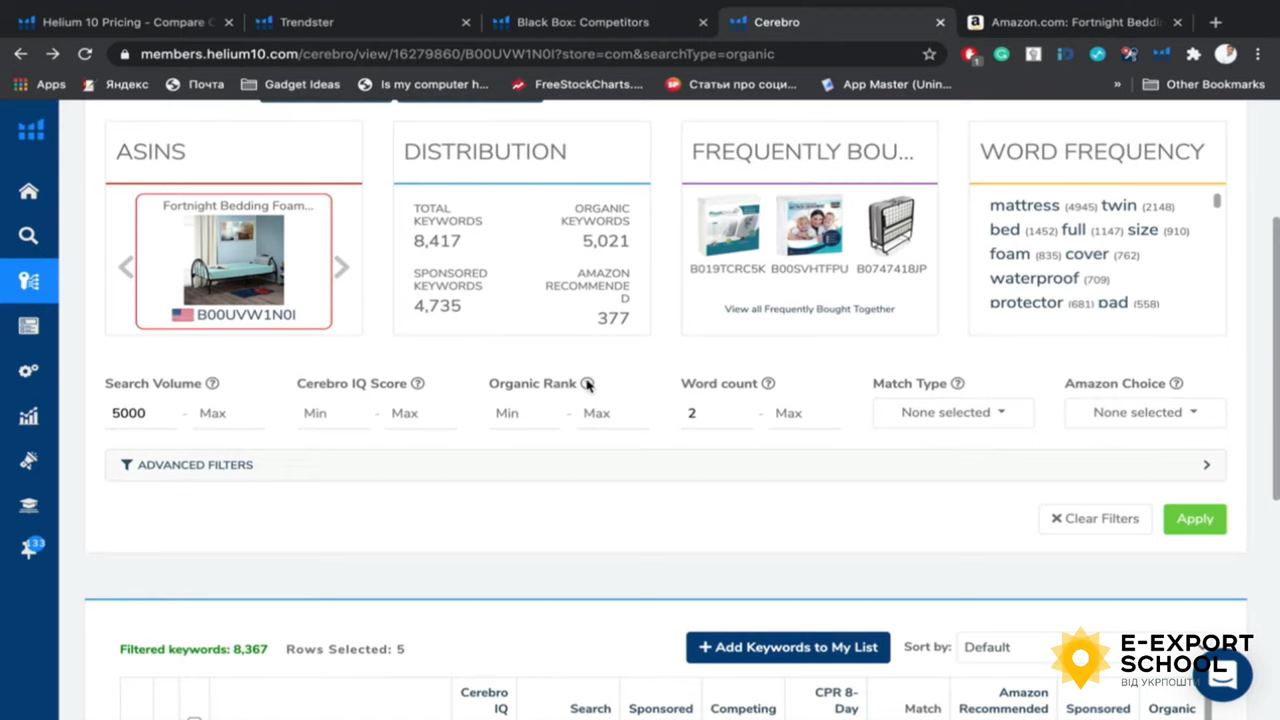 Helium 10 Pricing - Compare C
Trendster
Black Box: Competitors
Cerebro
Amazon.com: Fortnight Beddin
members.helium10.com/cerebro/view/16279860/B00UVW1N0I?store=com&searchType=organic
1
Apps
Яндекс
Почта
Gadget Ideas
Is my computer h...
FreeStockCharts....
Статьи про соци...
App Master (Unin...
»
Other Bookmarks
ASINS
DISTRIBUTION
FREQUENTLY BOU...
WORD FREQUENCY
Fortnight Bedding Foam...
B00UVW1N0I
TOTAL KEYWORDS
8,417
ORGANIC KEYWORDS
5,021
SPONSORED KEYWORDS
4,735
AMAZON RECOMMENDE
D
377
B019TCRC5K B00SVHTFPU B0747418JP
View all Frequently Bought Together
mattress (4945) twin (2148)
bed (1452) full (1147) size (910)
foam (835) cover (762)
waterproof (709)
protector (681) pad (558)
Search Volume
Cerebro IQ Score
Organic Rank
Word count
Match Type
Amazon Choice
5000 - Max
Min - Max
Min - Max
2 - Max
None selected
None selected
ADVANCED FILTERS
Clear Filters
Apply
133
Filtered keywords: 8,367
Rows Selected: 5
+ Add Keywords to My List
Sort by:
Default
E-EXPORT
SCHOOL
ВІД УКРПОШТИ
Cerebro
IQ
Search
Sponsored
Competing
CPR 8-
Day
Match
Amazon
Recommended
Sponsored
Organic